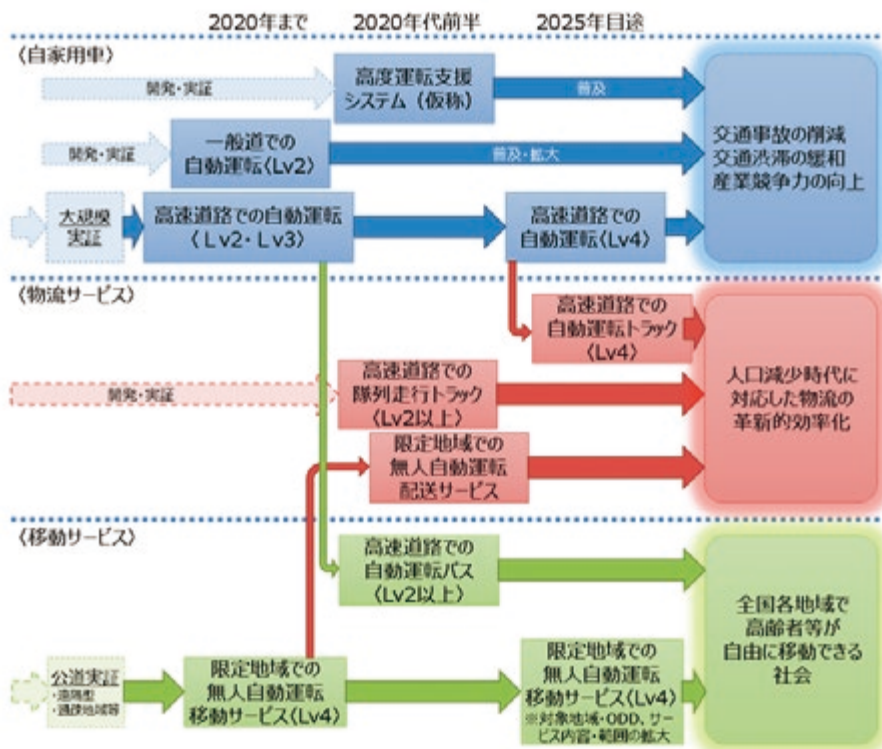 2020年まで
2020年代前半
2025年目途
〈自家用車〉
開発・実証
高度運転支援
システム（仮称）
普及
開発・実証
一般道での
自動運転〈Lv2〉
普及・拡大
大規模
実証
高速道路での自動運転
〈Lv2・Lv3〉
高速道路での
自動運転〈Lv4〉
交通事故の削減
交通渋滞の緩和
産業競争力の向上
〈物流サービス〉
高速道路での
自動運転トラック
〈Lv4〉
開発・実証
高速道路での
隊列走行トラック
〈Lv2以上〉
限定地域での
無人自動運転
配送サービス
人口減少時代に
対応した物流の
革新的効率化
〈移動サービス〉
高速道路での
自動運転バス
〈Lv2以上〉
公道実証
・遠隔型
・過疎地域等
限定地域での
無人自動運転
移動サービス〈Lv4〉
限定地域での
無人自動運転
移動サービス〈Lv4〉
※対象地域・ODD、サー
ビス内容・範囲の拡大
全国各地域で
高齢者等が
自由に移動できる
社会